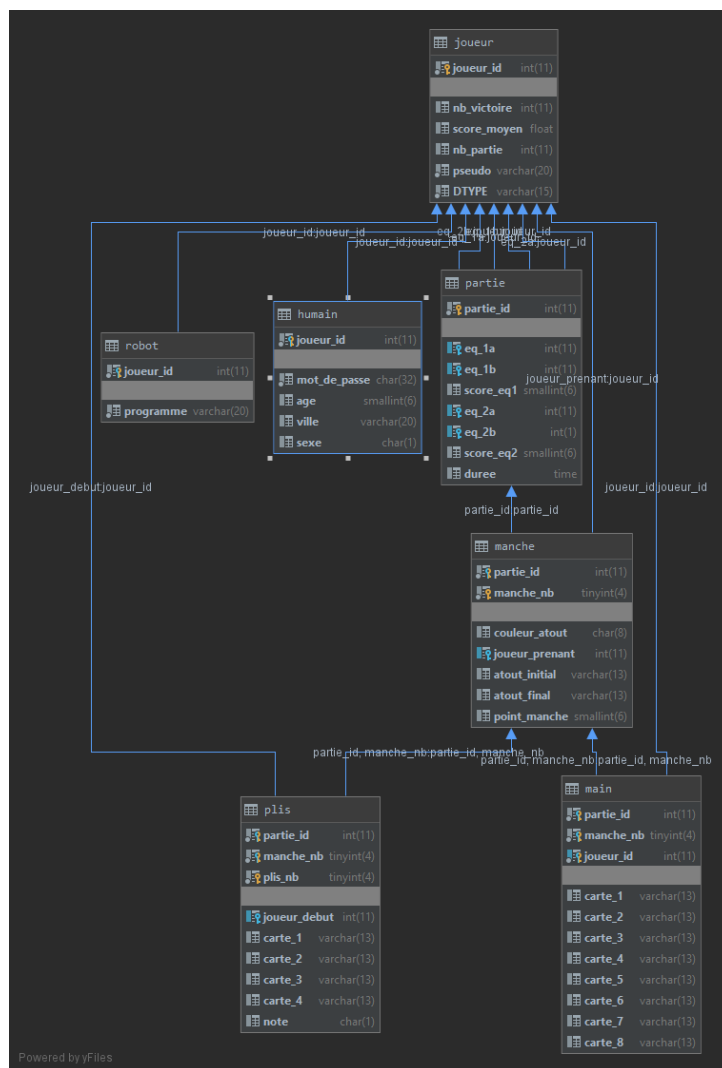 joueur
joueur_id int(11)
nb_victoire int(11)
score_moyen float
nb_partie int(11)
pseudo varchar(20)
DTYPE varchar(15)
joueur_id:joueur_id
joueur_id:joueur_id
eq_2a:joueur_id
partie
partie_id int(11)
eq_1a int(11)
eq_1b int(11)
score_eq1 smallint(6)
eq_2a int(11)
eq_2b int(1)
score_eq2 smallint(6)
duree time
humain
joueur_id int(11)
mot_de_passe char(32)
age smallint(6)
ville varchar(20)
sexe char(1)
robot
joueur_id int(11)
programme varchar(20)
joueur_prenant:joueur_id
joueur_debut:joueur_id
joueur_id:joueur_id
partie_id:partie_id
manche
partie_id int(11)
manche_nb tinyint(4)
couleur_atout char(8)
joueur_prenant int(11)
atout_initial varchar(13)
atout_final varchar(13)
point_manche smallint(6)
partie_id, manche_nb:partie_id, manche_nb
partie_id, manche_nb:partie_id, manche_nb
plis
partie_id int(11)
manche_nb tinyint(4)
plis_nb tinyint(4)
joueur_debut int(11)
carte_1 varchar(13)
carte_2 varchar(13)
carte_3 varchar(13)
carte_4 varchar(13)
note char(1)
main
partie_id int(11)
manche_nb tinyint(4)
joueur_id int(11)
carte_1 varchar(13)
carte_2 varchar(13)
carte_3 varchar(13)
carte_4 varchar(13)
carte_5 varchar(13)
carte_6 varchar(13)
carte_7 varchar(13)
carte_8 varchar(13)
Powered by yFiles